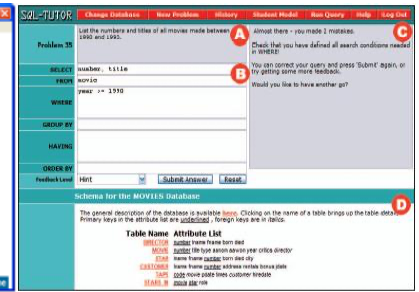 SQL-TUTOR Change Database New Problem History Student Model Run Query Help Log Out
Problem 38
List the numbers and titles of all movies made between
1990 and 1993.
A
SELECT number, title
B
FROM movie
WHERE year >= 1990
GROUP BY
HAVING
ORDER BY
Feedback Level Hint Submit Answer Reset
Almost there - you made 2 mistakes.
C
Check that you have defined all search conditions needed
in WHERE!
You can correct your query and press 'Submit' again, or
try getting some more feedback.
Would you like to have another go?
Schema for the MOVIES Database
D
The general description of the database is available here. Clicking on the name of a table brings up the table details.
Primary keys in the attribute list are underlined, foreign keys are in italics.
Table Name Attribute List
DIRECTOR number lname fname born died
MOVIE number title type aanom aawon year critics director
STAR lname fname number born died city
CUSTOMER lname fname number address rentals bonus jdate
TAPE code movie pdate times customer hiredate
STARS_IN movie star role